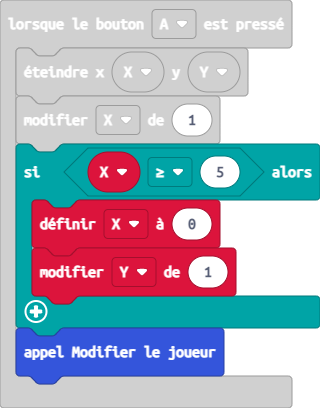 lorsque le bouton A est pressé
éteindre x X y Y
modifier X de 1
si X ≥ 5 alors
définir X à 0
modifier Y de 1
appel Modifier le joueur